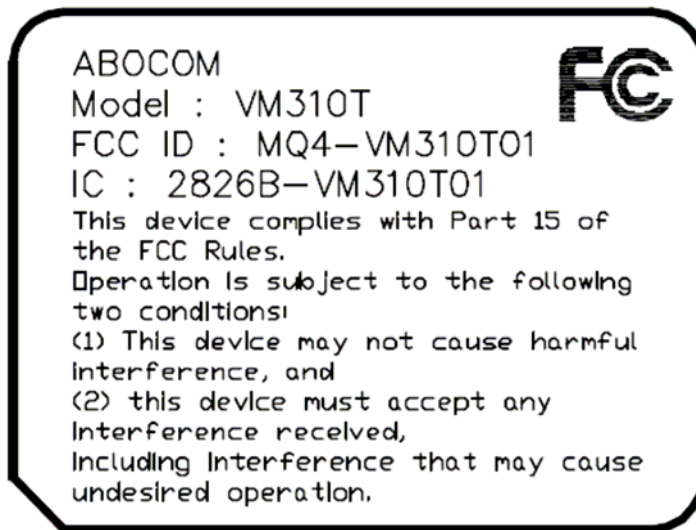 ABOCOM
FC
Model : VM310T
FCC ID : MQ4-VM310T01
IC : 2826B-VM310T01
This device complies with Part 15 of
the FCC Rules.
Operation is subject to the following
two conditions:
(1) This device may not cause harmful
interference, and
(2) this device must accept any
interference received,
including interference that may cause
undesired operation.